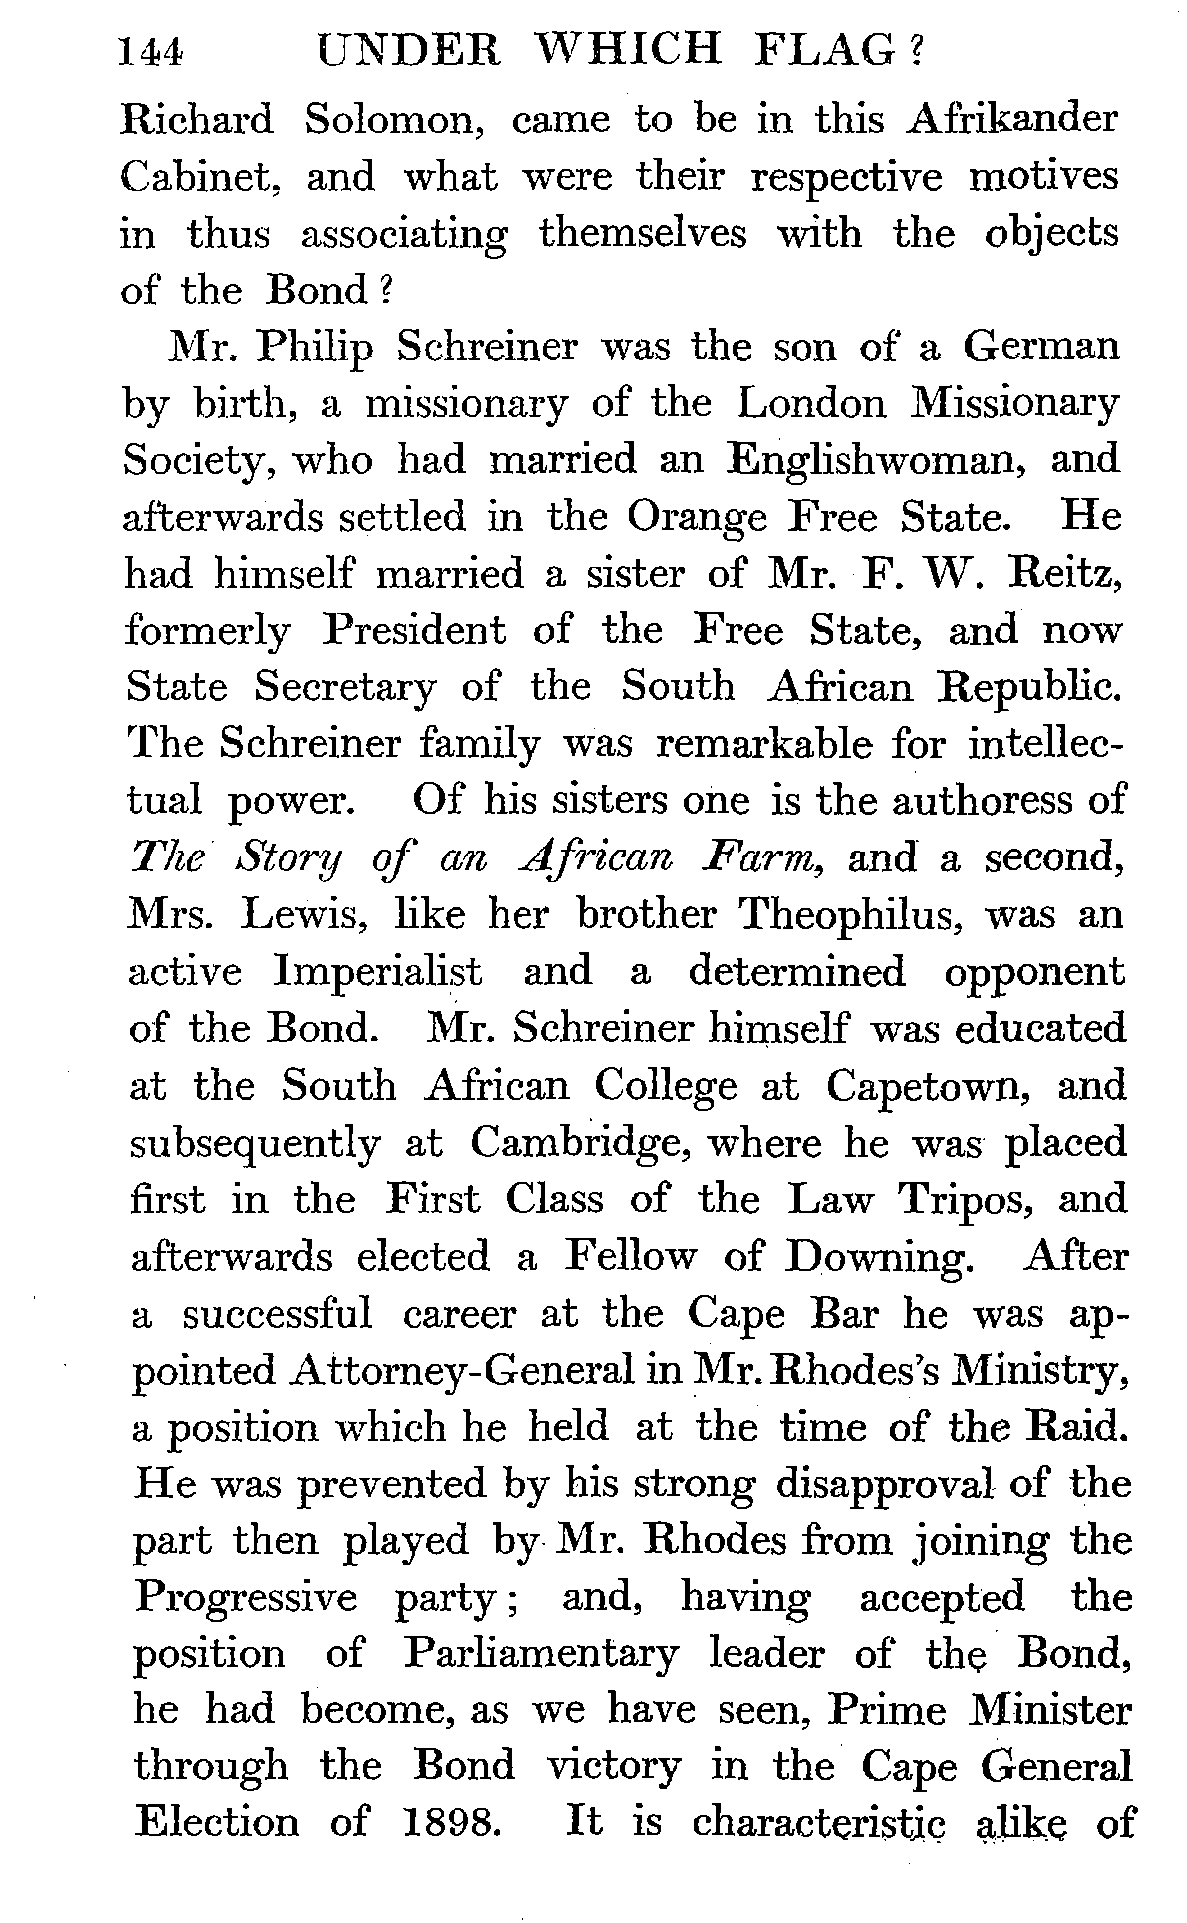 144 UNDER WHICH FLAG ?
Richard Solomon, came to be in this Afrikander
Cabinet, and what were their respective motives
in thus associating themselves with the objects
of the Bond ?
Mr. Philip Schreiner was the son of a German
by birth, a missionary of the London Missionary
Society, who had married an Englishwoman, and
afterwards settled in the Orange Free State. He
had himself married a sister of Mr. F. W. Reitz,
formerly President of the Free State, and now
State Secretary of the South African Republic.
The Schreiner family was remarkable for intellec-
tual power. Of his sisters one is the authoress of
The Story of an African Farm, and a second,
Mrs. Lewis, like her brother Theophilus, was an
active Imperialist and a determined opponent
of the Bond. Mr. Schreiner himself was educated
at the South African College at Capetown, and
subsequently at Cambridge, where he was placed
first in the First Class of the Law Tripos, and
afterwards elected a Fellow of Downing. After
a successful career at the Cape Bar he was ap-
pointed Attorney-General in Mr. Rhodes's Ministry,
a position which he held at the time of the Raid.
He was prevented by his strong disapproval of the
part then played by Mr. Rhodes from joining the
Progressive party ; and, having accepted the
position of Parliamentary leader of the Bond,
he had become, as we have seen, Prime Minister
through the Bond victory in the Cape General
Election of 1898. It is characteristic alike of